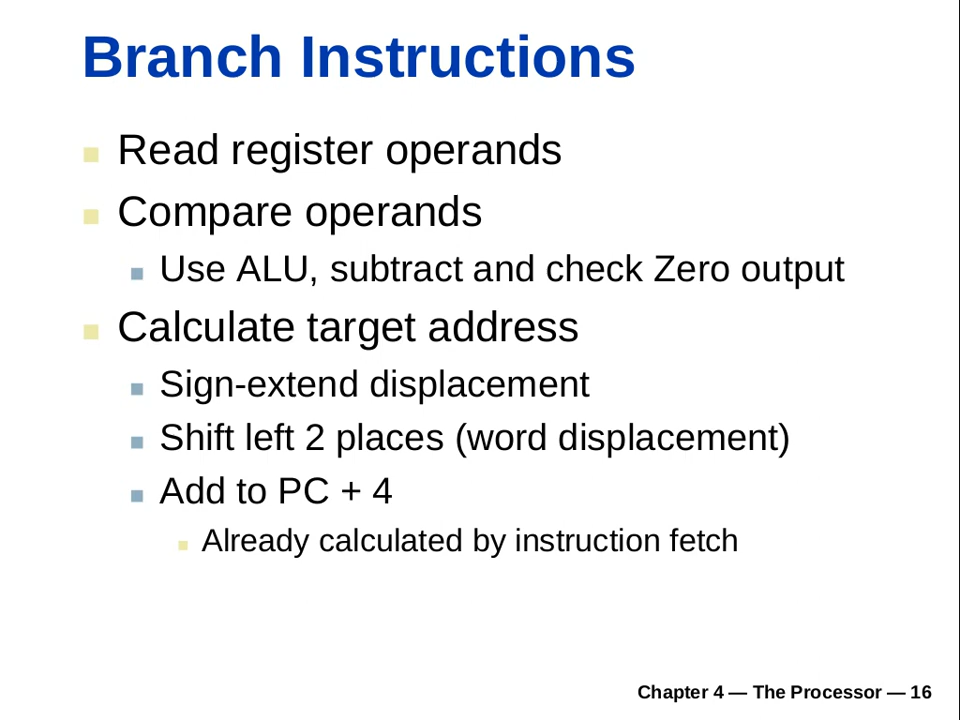 Branch Instructions
Read register operands
Compare operands
Use ALU, subtract and check Zero output
Calculate target address
Sign-extend displacement
Shift left 2 places (word displacement)
Add to PC + 4
Already calculated by instruction fetch
Chapter 4 — The Processor — 16